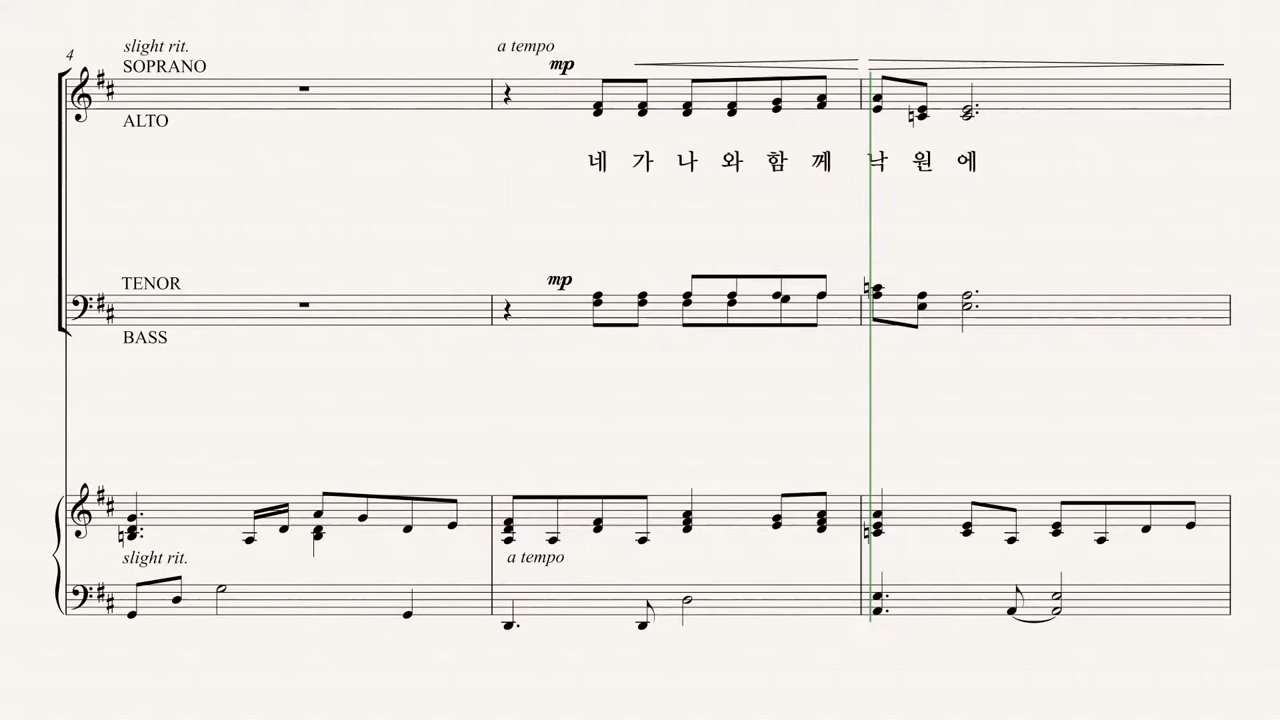 4
slight rit.
a tempo
SOPRANO
mp
ALTO
네 가 나 와 함 께 낙 원 에
TENOR
mp
BASS
slight rit.
a tempo